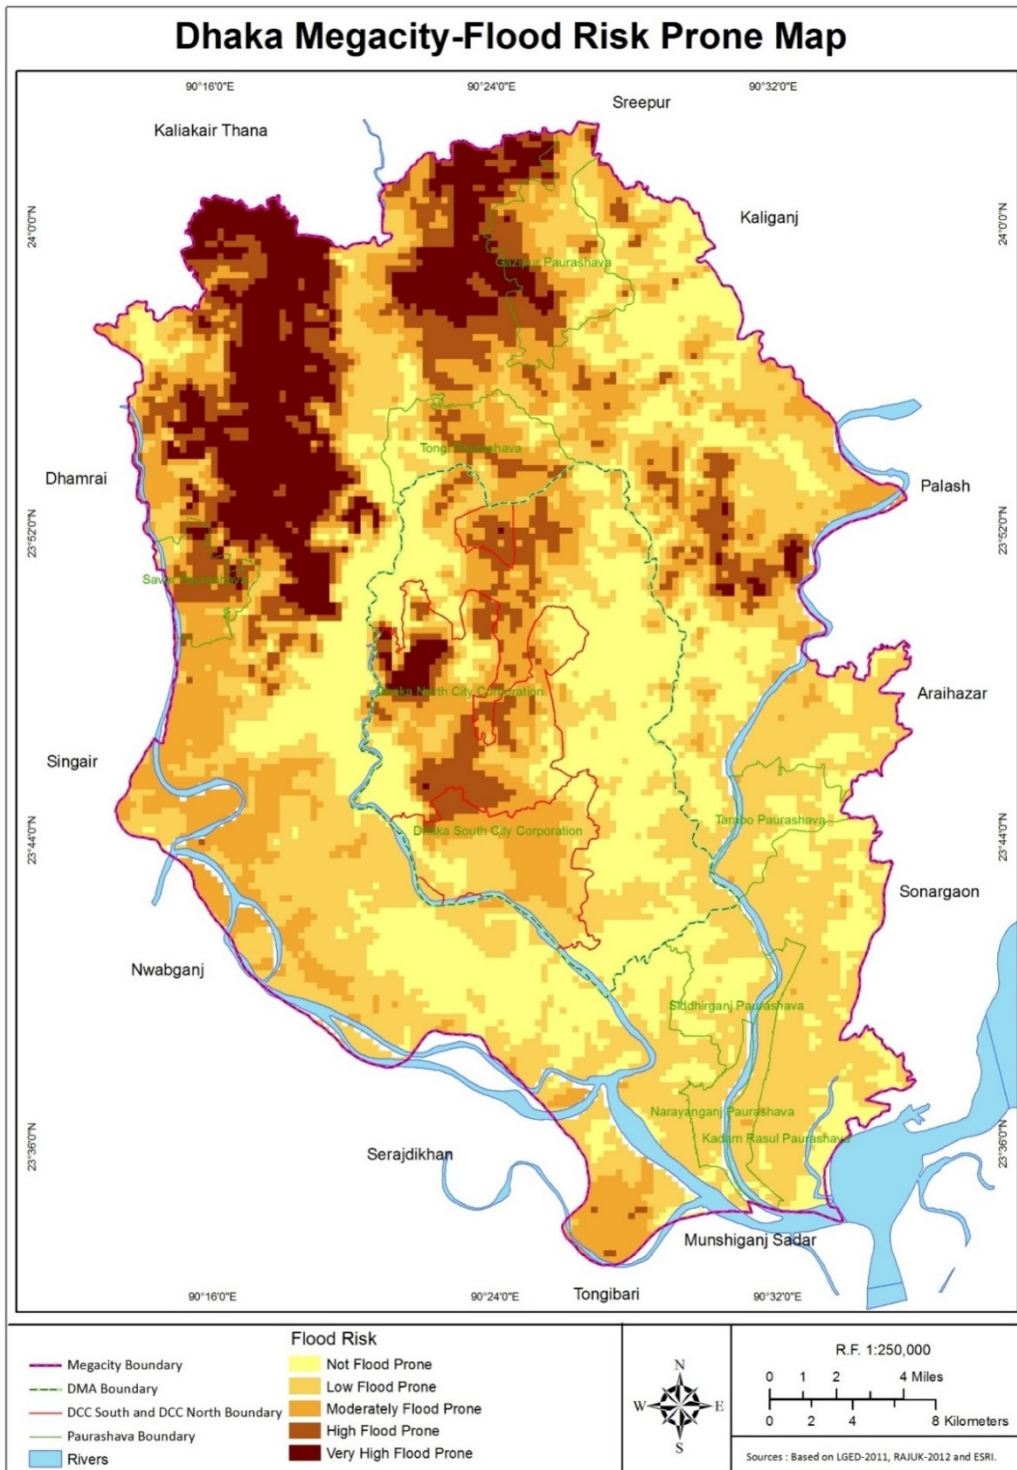 Dhaka Megacity-Flood Risk Prone Map
90°16'0"E
90°24'0"E
90°32'0"E
Sreepur
Kaliakair Thana
Kaliganj
24°0'0"N
24°0'0"N
Gazipur Paurashava
Tongi Paurashava
Dhamrai
Palash
23°52'0"N
23°52'0"N
Savar Paurashava
Dhaka North City Corporation
Araihazar
Singair
Tarabo Paurashava
Dhaka South City Corporation
23°44'0"N
23°44'0"N
Sonargaon
Nwabganj
Siddhirganj Paurashava
Narayanganj Paurashava
Kadam Rasul Paurashava
23°36'0"N
23°36'0"N
Serajdikhan
Munshiganj Sadar
Tongibari
90°16'0"E
90°24'0"E
90°32'0"E
Megacity Boundary
DMA Boundary
DCC South and DCC North Boundary
Paurashava Boundary
Rivers
Flood Risk
Not Flood Prone
Low Flood Prone
Moderately Flood Prone
High Flood Prone
Very High Flood Prone
N
W E
S
R.F. 1:250,000
0 1 2 4 Miles
0 2 4 8 Kilometers
Sources : Based on LGED-2011, RAJUK-2012 and ESRI.